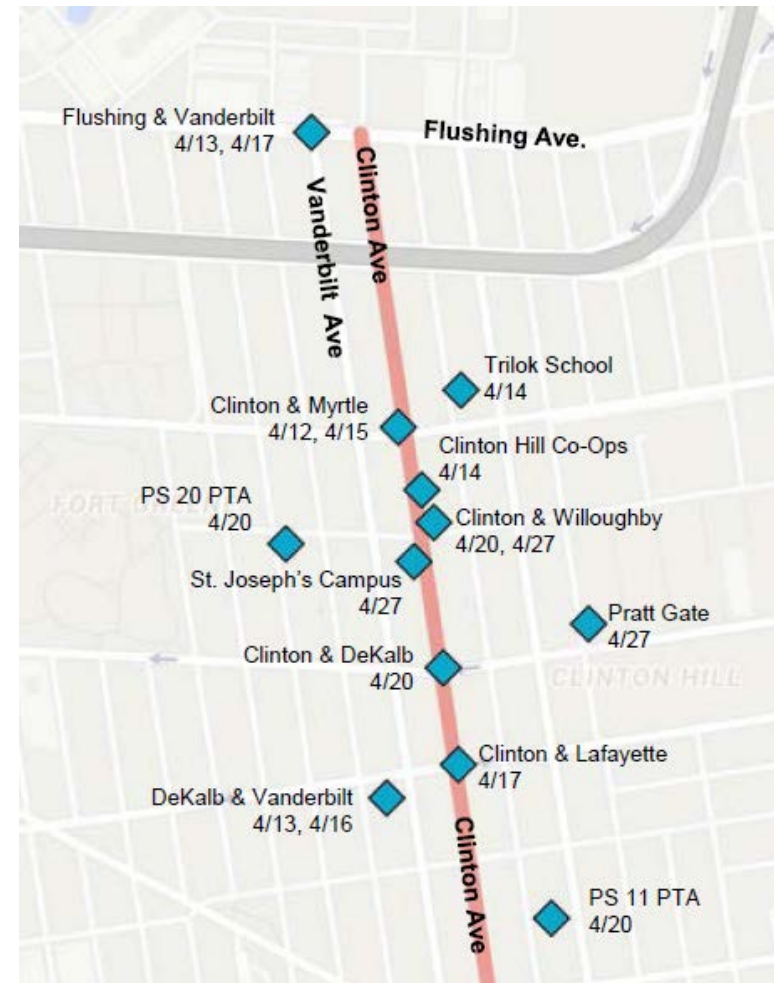 Flushing & Vanderbilt
4/13, 4/17
Flushing Ave.
Clinton Ave
Vanderbilt Ave
Trilok School
4/14
Clinton & Myrtle
4/12, 4/15
Clinton Hill Co-Ops
4/14
PS 20 PTA
4/20
FORT GREENE
Clinton & Willoughby
4/20, 4/27
St. Joseph's Campus
4/27
Pratt Gate
4/27
Clinton & DeKalb
4/20
CLINTON HILL
Clinton & Lafayette
4/17
DeKalb & Vanderbilt
4/13, 4/16
Clinton Ave
PS 11 PTA
4/20